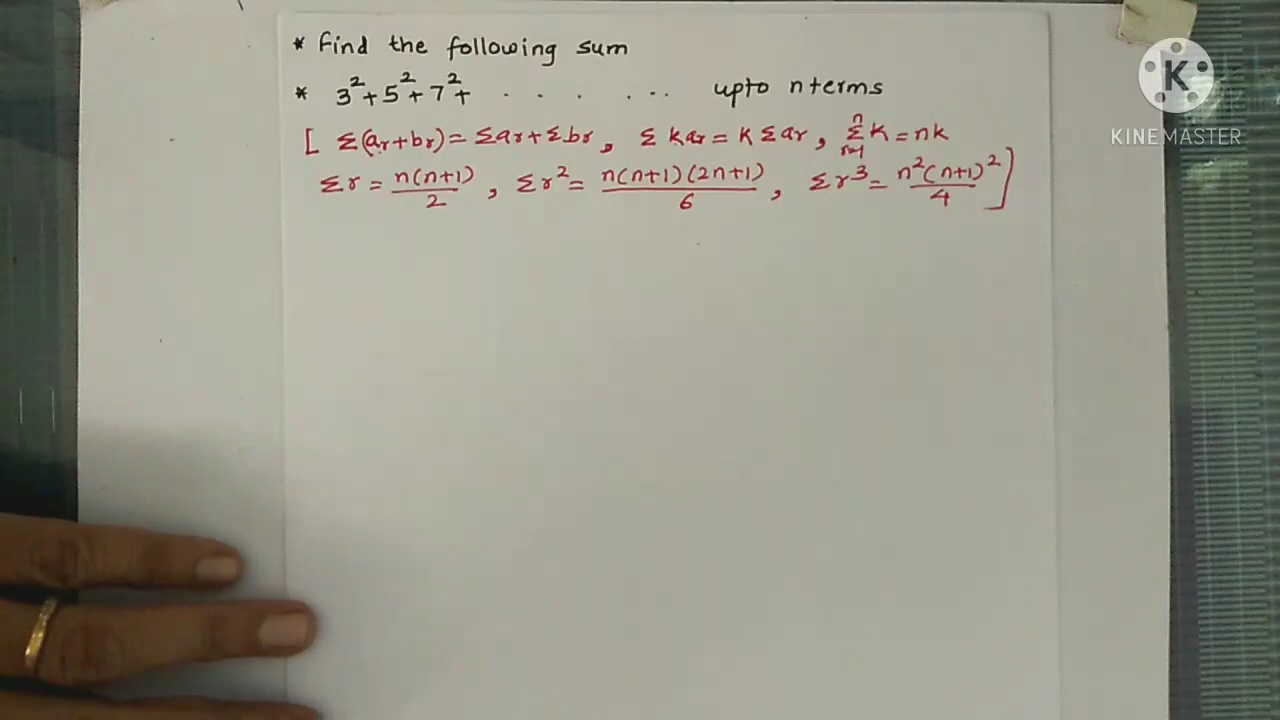 * Find the following sum
* 3²+5²+7²+ . . . ... upto n terms
[ Σ(ar+br)=Σar+Σbr, Σ kar = K Σar, nΣr=1 K = nk
Σr = n(n+1)/2, Σr² = n(n+1)(2n+1)/6, Σr³ = n²(n+1)²/4 ]
K
KINEMASTER